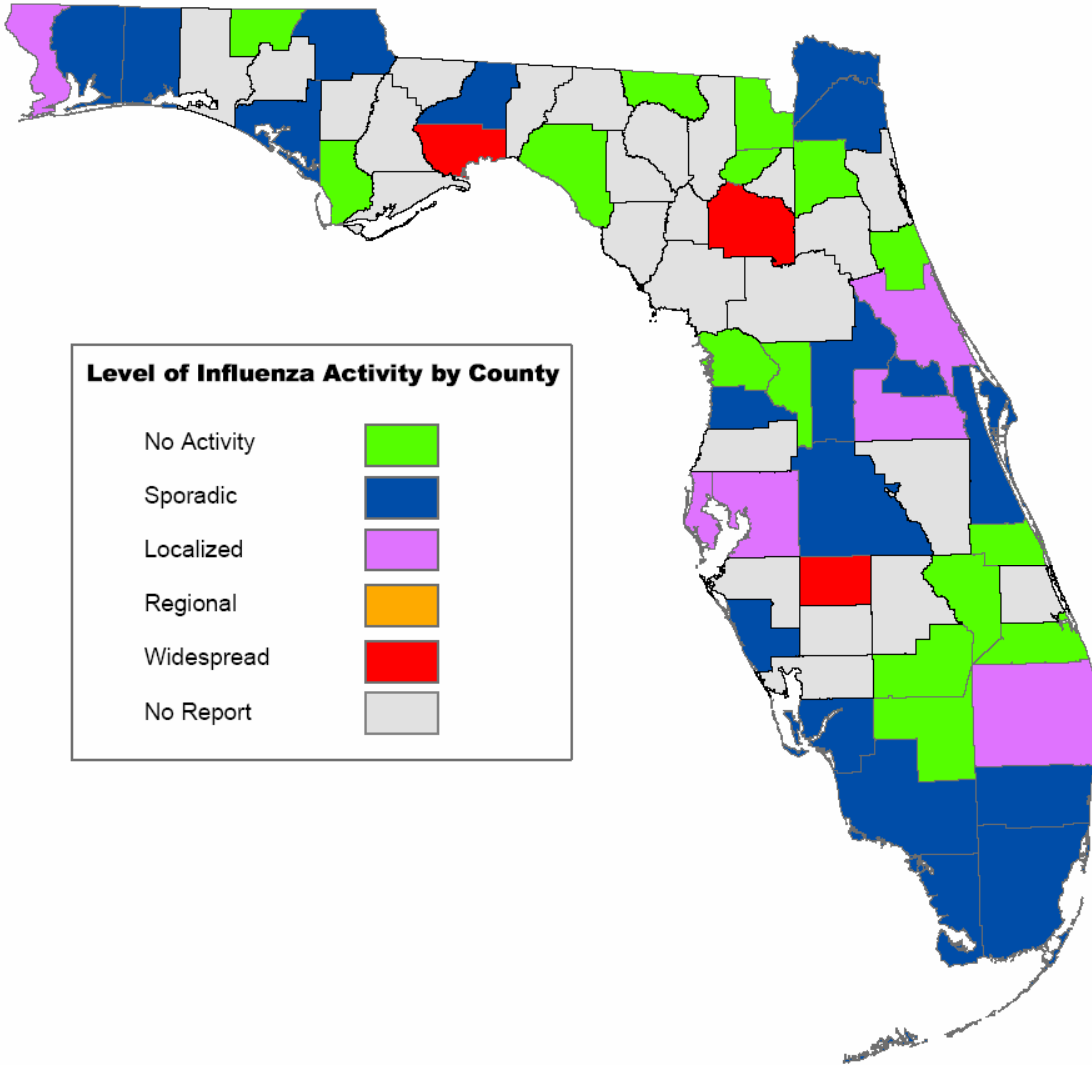 Level of Influenza Activity by County
No Activity
Sporadic
Localized
Regional
Widespread
No Report